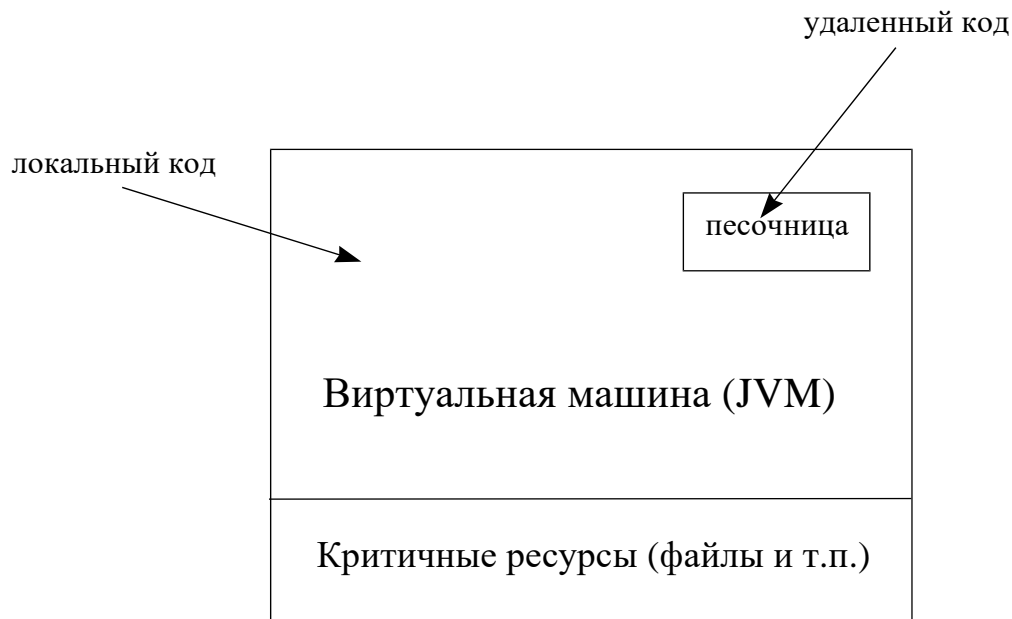 удаленный код
локальный код
песочница
Виртуальная машина (JVM)
Критичные ресурсы (файлы и т.п.)